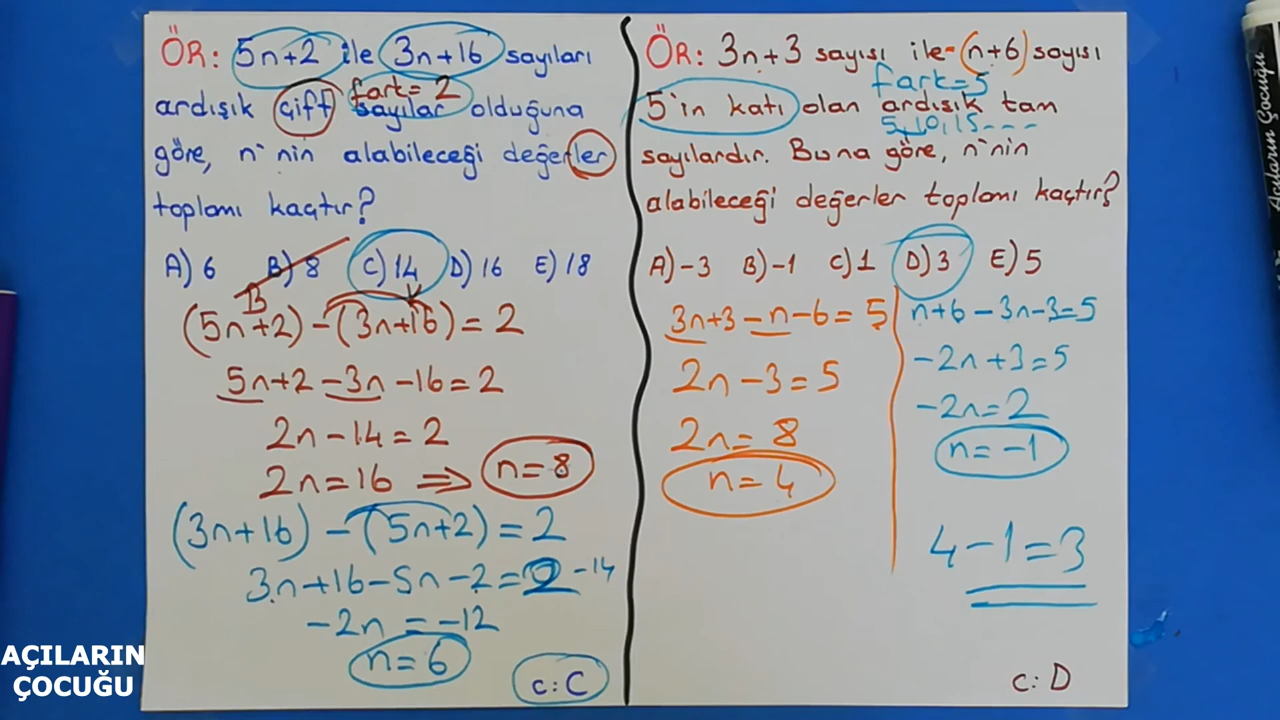 ÖR: 5n+2 ile 3n+16 sayıları
fark=2
ardışık çift sayılar olduğuna
göre, n'nin alabileceği değerler
toplamı kaçtır?
A) 6 B) 8 C) 14 D) 16 E) 18
B
(5n+2)-(3n+16)=2
5n+2-3n-16=2
2n-14=2
2n=16 ⇒ n=8
(3n+16)-(5n+2)=2
3n+16-5n-2=2-14
-2n=-12
n=6
c:C
ÖR: 3n+3 sayısı ile-(n+6) sayısı
fark=5
5'in katı olan ardışık tam
5,10,15----
sayılardır. Buna göre, n'nin
alabileceği değerler toplamı kaçtır?
A)-3 B)-1 C)1 D)3 E)5
3n+3-n-6=5
2n-3=5
2n=8
n=4
n+6-3n-3=5
-2n+3=5
-2n=2
n=-1
4-1=3
c:D
AÇILARIN
ÇOCUĞU
Açıların Çocuğu